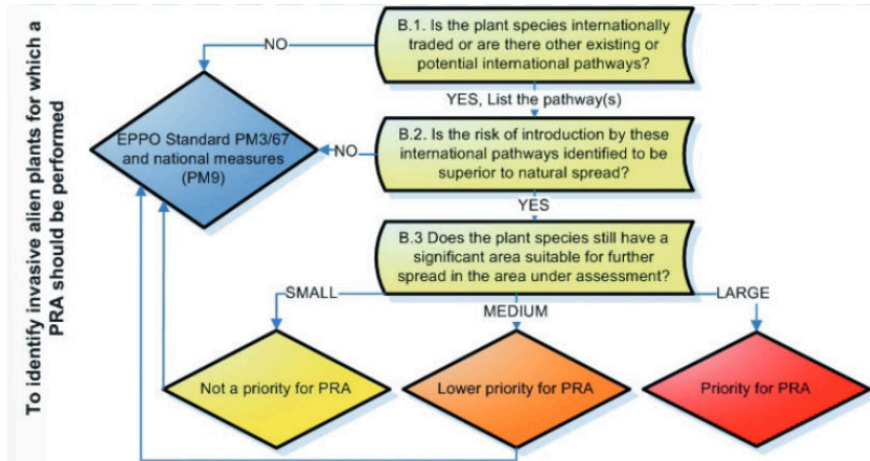 To identify invasive alien plants for which a
PRA should be performed
B.1. Is the plant species internationally
traded or are there other existing or
potential international pathways?
NO
YES, List the pathway(s)
EPPO Standard PM3/67
and national measures
(PM9)
B.2. Is the risk of introduction by these
international pathways identified to be
superior to natural spread?
NO
YES
B.3 Does the plant species still have a
significant area suitable for further
spread in the area under assessment?
SMALL
MEDIUM
LARGE
Not a priority for PRA
Lower priority for PRA
Priority for PRA